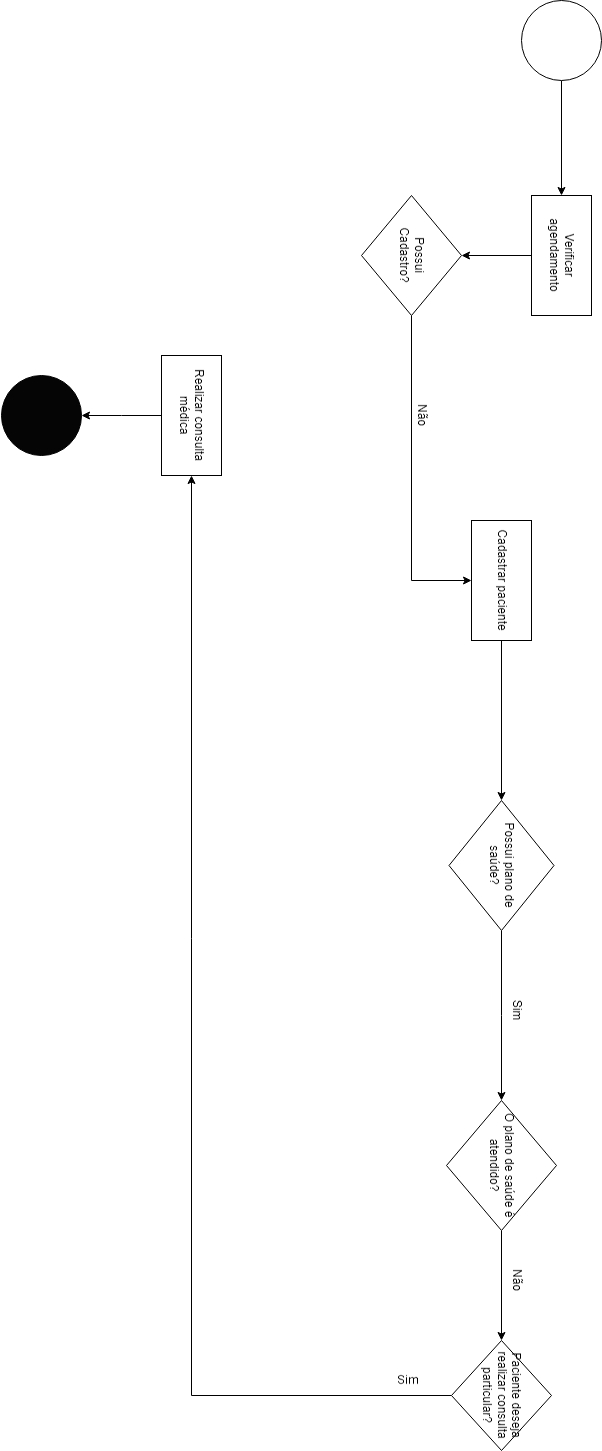 Verificar
agendamento
Possui
Cadastro?
Não
Cadastrar paciente
Possui plano de
saúde?
Sim
O plano de saúde é
atendido?
Não
Paciente deseja
realizar consulta
particular?
Sim
Realizar consulta
médica